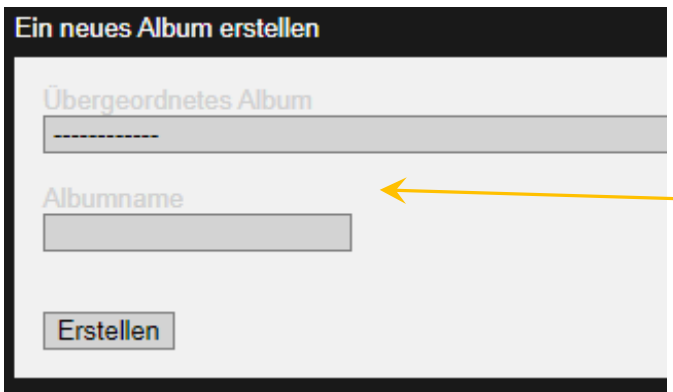 Ein neues Album erstellen
Übergeordnetes Album
------------
Albumname
Erstellen